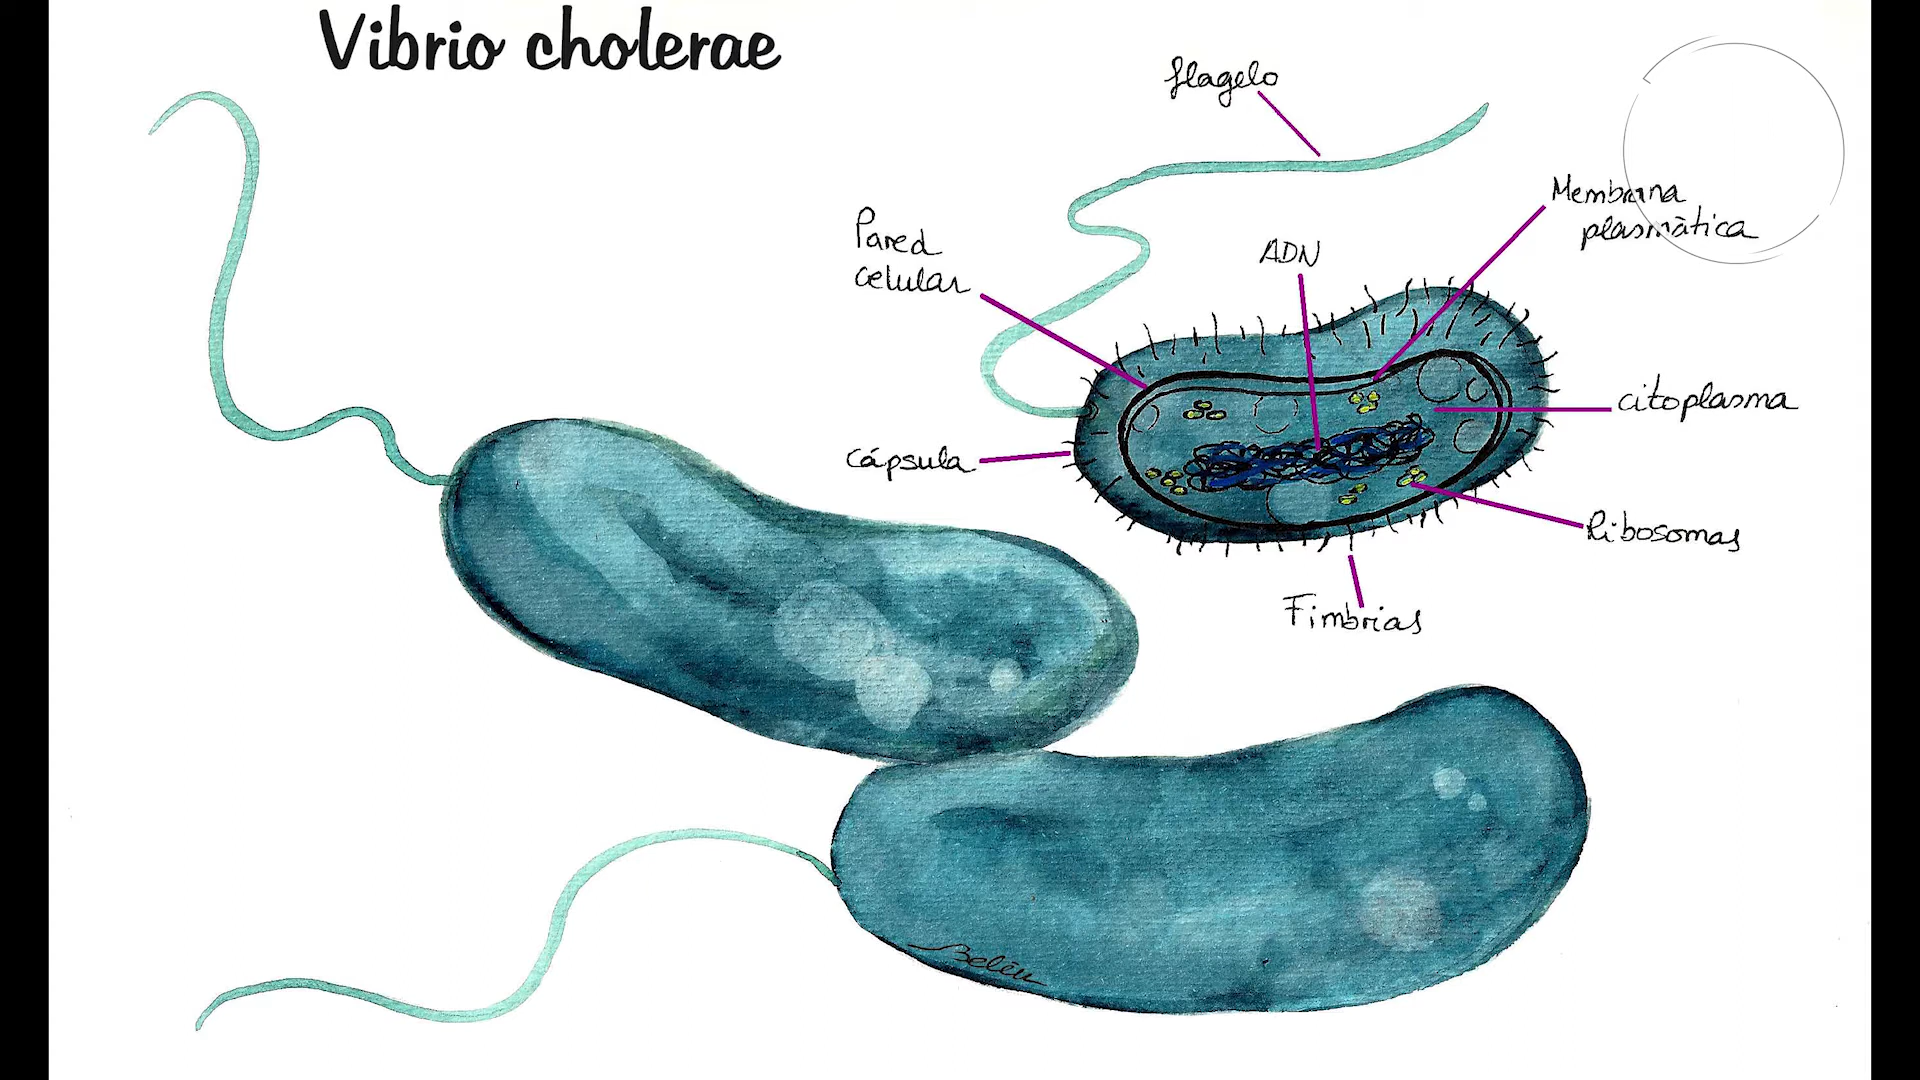 Vibrio cholerae
flagelo
Membrana
plasmática
Pared
celular
ADN
citoplasma
cápsula
Ribosomas
Fimbrias
Belén